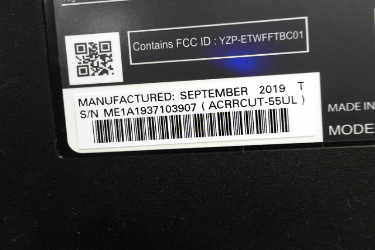 Contains FCC ID : YZP-ETWFFTBC01
MANUFACTURED: SEPTEMBER 2019 T
S/N ME1A1937103907 ( ACRRCUT-55UL )
MADE IN
MODE